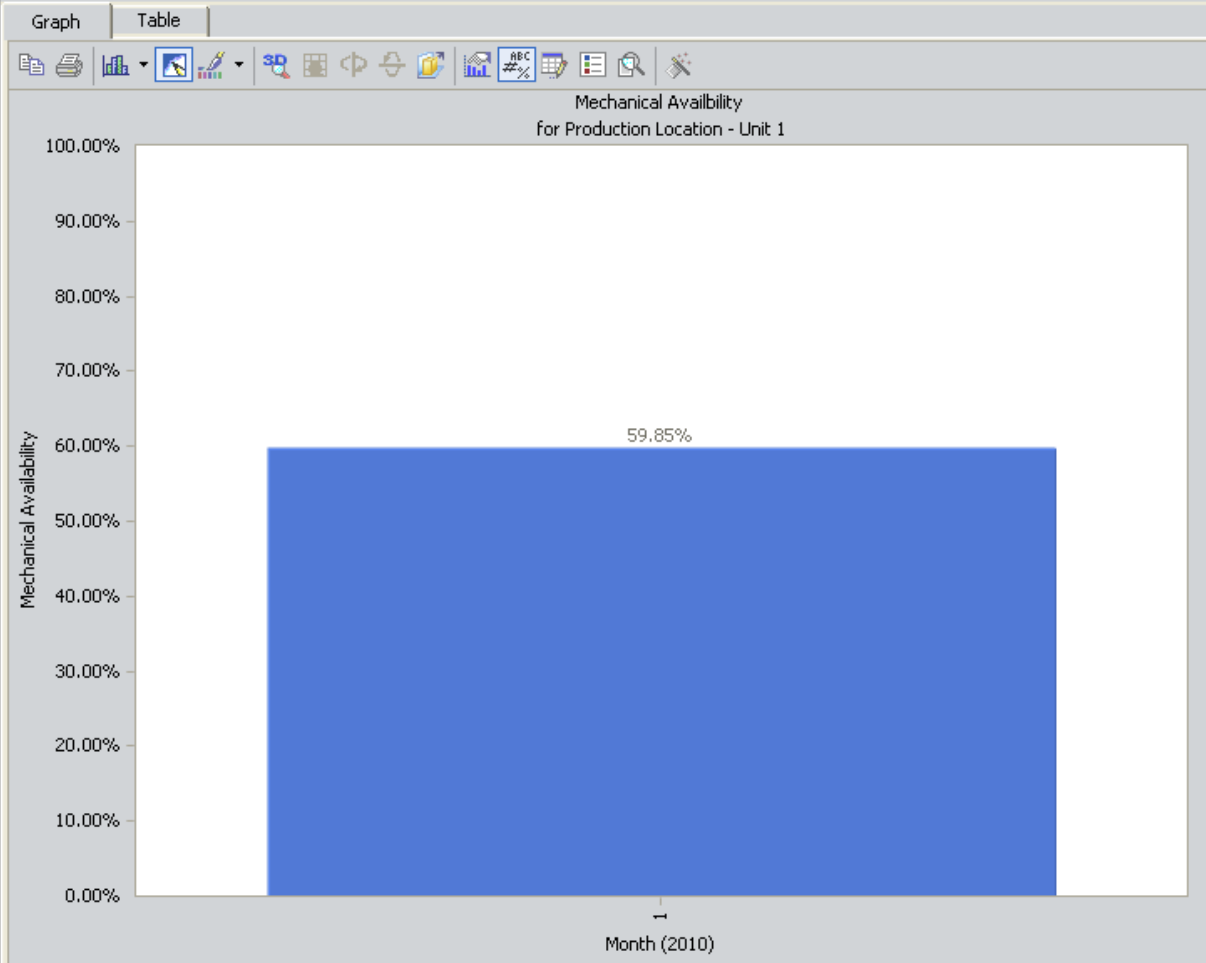 Graph
Table
3D
ABC
#%
Mechanical Availbility
for Production Location - Unit 1
100.00%
90.00%
80.00%
70.00%
60.00%
50.00%
40.00%
30.00%
20.00%
10.00%
0.00%
Mechanical Availability
59.85%
1
Month (2010)